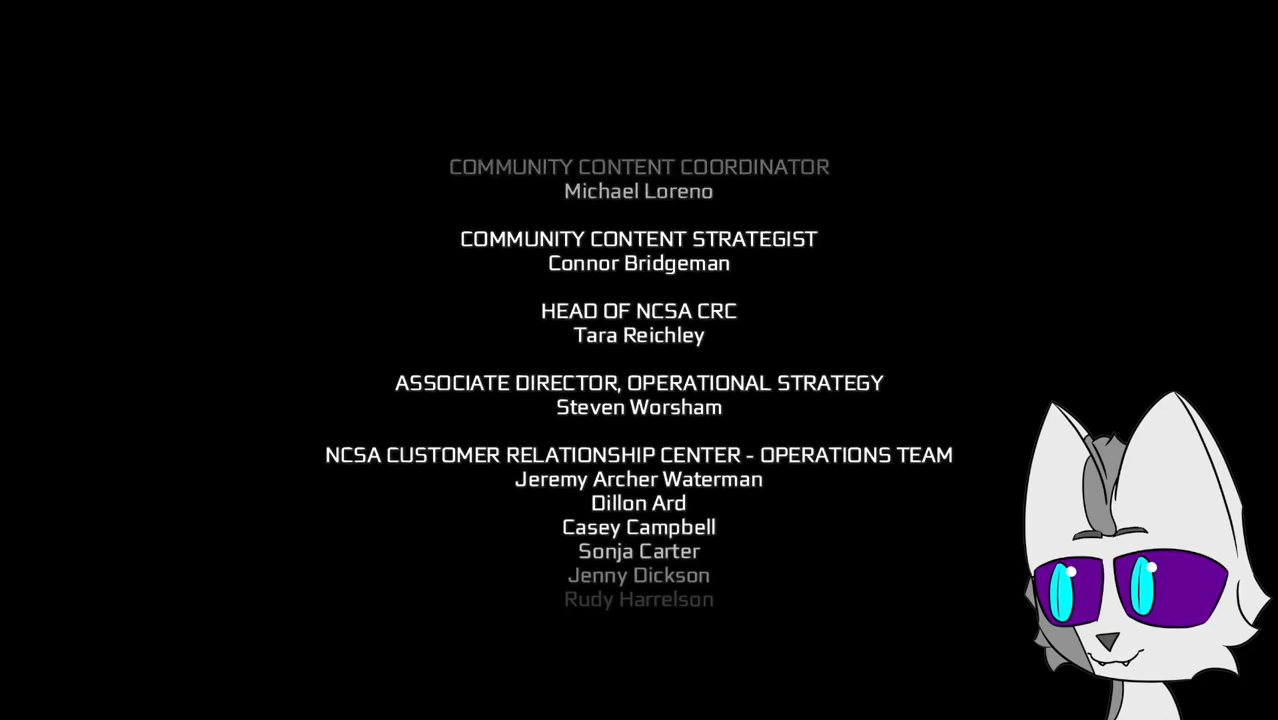 COMMUNITY CONTENT COORDINATOR
Michael Loreno
COMMUNITY CONTENT STRATEGIST
Connor Bridgeman
HEAD OF NCSA CRC
Tara Reichley
ASSOCIATE DIRECTOR, OPERATIONAL STRATEGY
Steven Worsham
NCSA CUSTOMER RELATIONSHIP CENTER - OPERATIONS TEAM
Jeremy Archer Waterman
Dillon Ard
Casey Campbell
Sonja Carter
Jenny Dickson
Rudy Harrelson